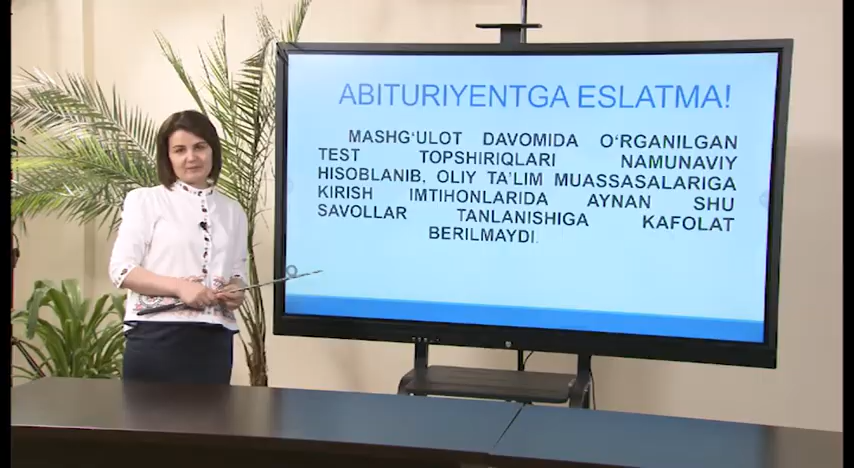 ABITURIYENTGA ESLATMA!
MASHG‘ULOT DAVOMIDA O‘RGANILGAN
TEST TOPSHIRIQLARI NAMUNAVIY
HISOBLANIB, OLIY TA’LIM MUASSASALARIGA
KIRISH IMTIHONLARIDA AYNAN SHU
SAVOLLAR TANLANISHIGA KAFOLAT
BERILMAYDI.